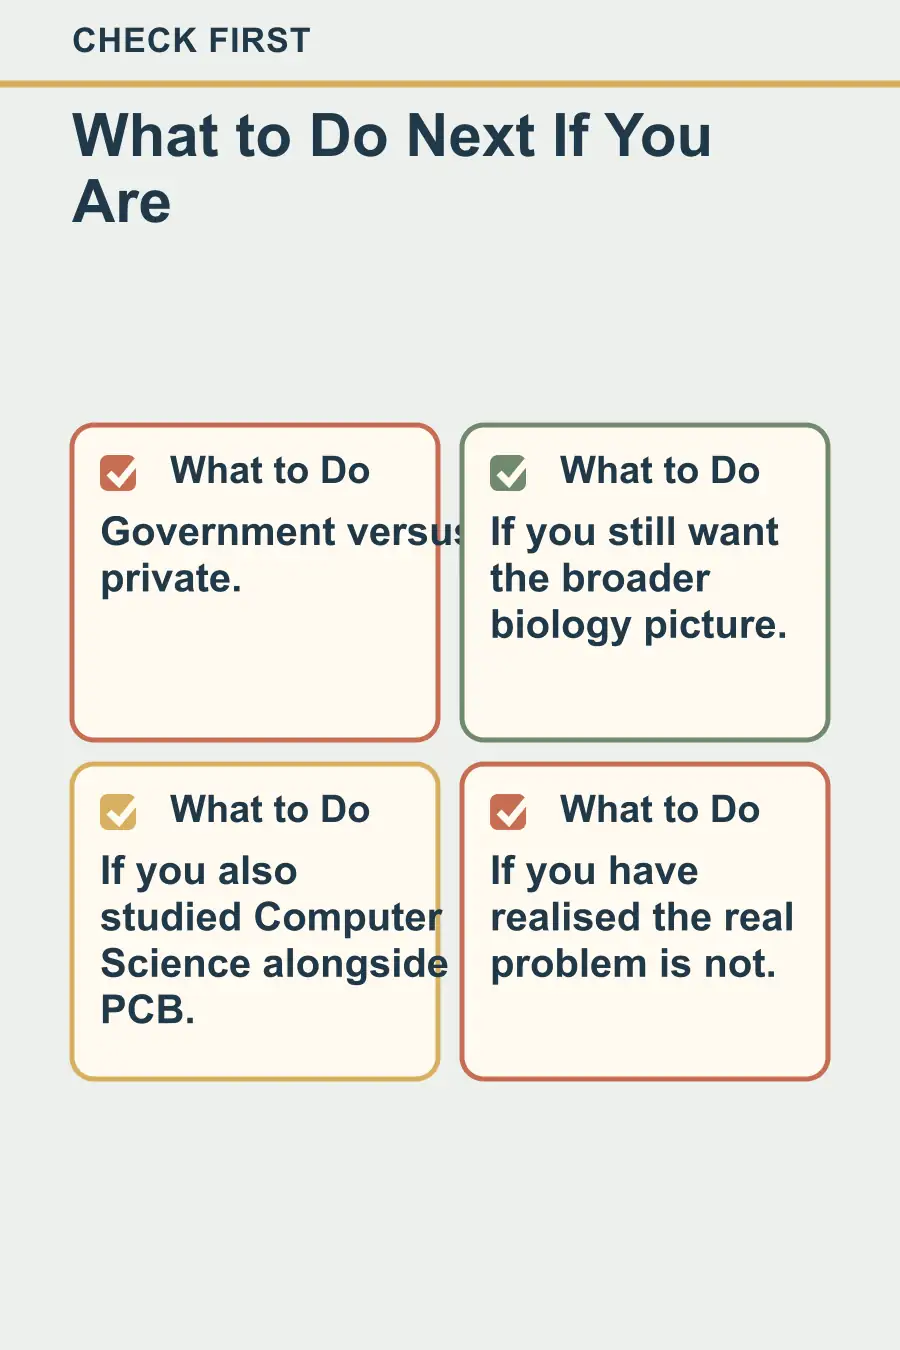 CHECK FIRST
What to Do Next If You
Are
What to Do
Government versus
private.
What to Do
If you still want
the broader
biology picture.
What to Do
If you also
studied Computer
Science alongside
PCB.
What to Do
If you have
realised the real
problem is not.